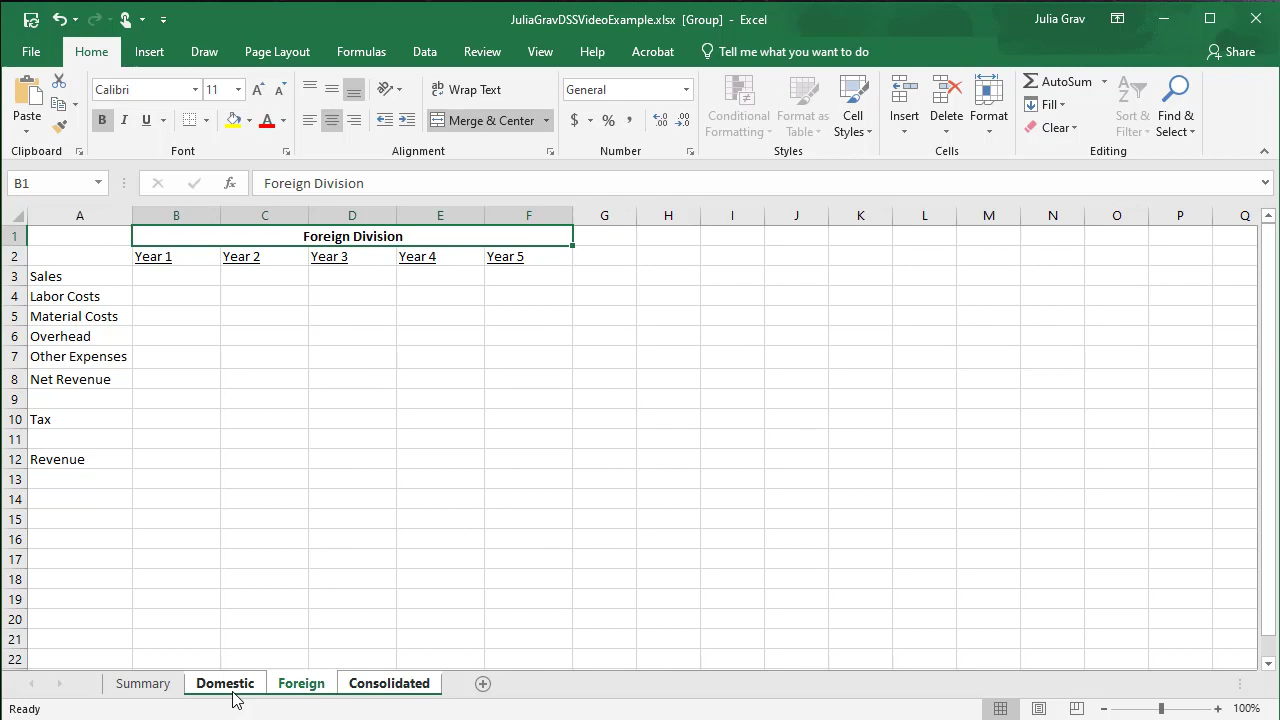 JuliaGravDSSVideoExample.xlsx [Group] - Excel
Julia Grav
File Home Insert Draw Page Layout Formulas Data Review View Help Acrobat Tell me what you want to do Share
Paste
Clipboard
Calibri 11
B I U A A A
Font
Wrap Text
Merge & Center
Alignment
General
$ % ,
Number
Conditional Formatting
Format as Table
Cell Styles
Styles
Insert Delete Format
Cells
AutoSum
Fill
Clear
Sort & Filter
Find & Select
Editing
B1 fx Foreign Division
A B C D E F G H I J K L M N O P Q
1 Foreign Division
2 Year 1 Year 2 Year 3 Year 4 Year 5
3 Sales
4 Labor Costs
5 Material Costs
6 Overhead
7 Other Expenses
8 Net Revenue
9
10 Tax
11
12 Revenue
13
14
15
16
17
18
19
20
21
22
Summary Domestic Foreign Consolidated
Ready 100%